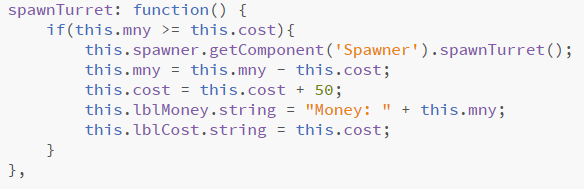 spawnTurret: function() {
    if(this.mny >= this.cost){
        this.spawner.getComponent('Spawner').spawnTurret();
        this.mny = this.mny - this.cost;
        this.cost = this.cost + 50;
        this.lblMoney.string = "Money: " + this.mny;
        this.lblCost.string = this.cost;
    }
},